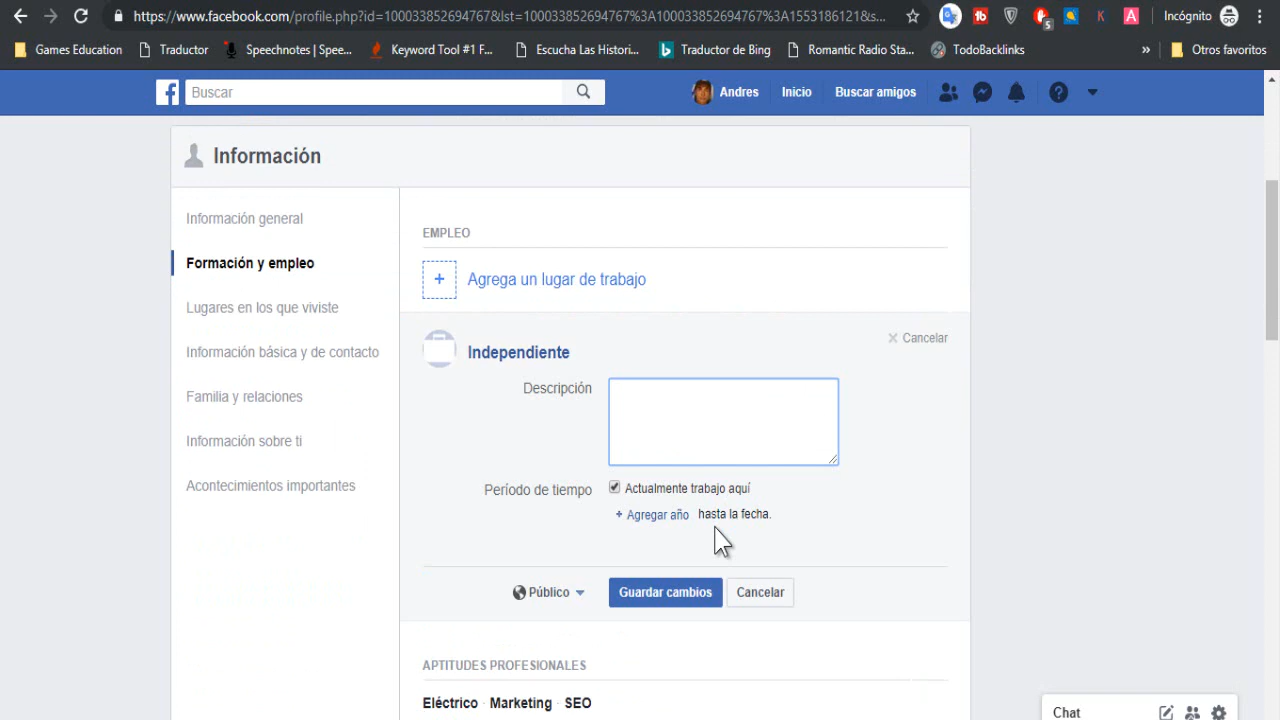 https://www.facebook.com/profile.php?id=100033852694767&lst=100033852694767%3A100033852694767%3A1553186121&s...
5
K
A
Incógnito
Games Education
Traductor
Speechnotes | Spee...
Keyword Tool #1 F...
Escucha Las Histori...
Traductor de Bing
Romantic Radio Sta...
TodoBacklinks
»
Otros favoritos
Buscar
Andres
Inicio
Buscar amigos
Información
Información general
Formación y empleo
Lugares en los que viviste
Información básica y de contacto
Familia y relaciones
Información sobre ti
Acontecimientos importantes
EMPLEO
+ Agrega un lugar de trabajo
Independiente
× Cancelar
Descripción
Período de tiempo
Actualmente trabajo aquí
+ Agregar año hasta la fecha.
Público
Guardar cambios
Cancelar
APTITUDES PROFESIONALES
Eléctrico · Marketing · SEO
Chat